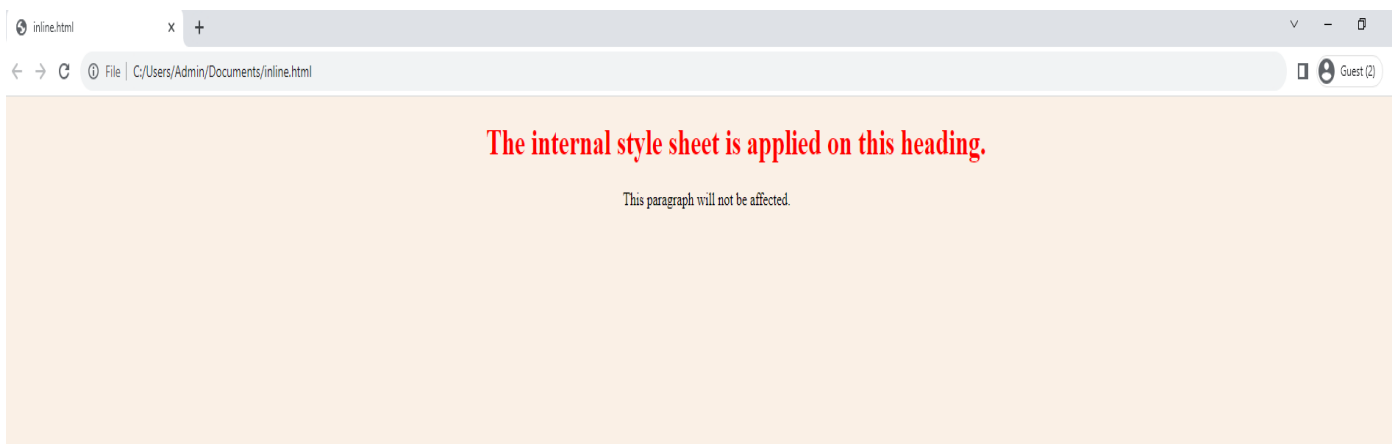 inline.html
File | C:/Users/Admin/Documents/inline.html
Guest (2)
The internal style sheet is applied on this heading.
This paragraph will not be affected.